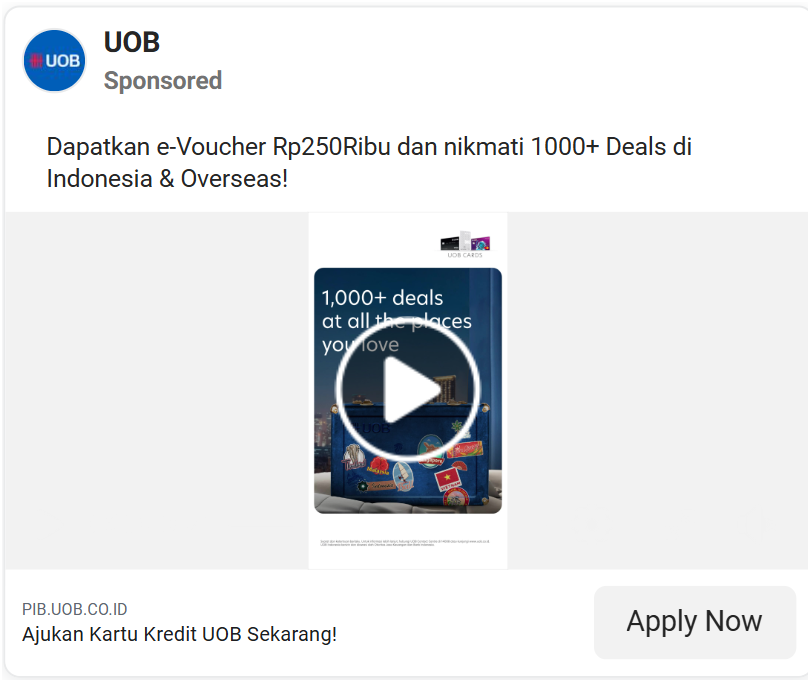 UOB
UOB
Sponsored
Dapatkan e-Voucher Rp250Ribu dan nikmati 1000+ Deals di
Indonesia & Overseas!
UOB CARDS
1,000+ deals
at all the places
you love
UOB
PIB.UOB.CO.ID
Ajukan Kartu Kredit UOB Sekarang!
Apply Now